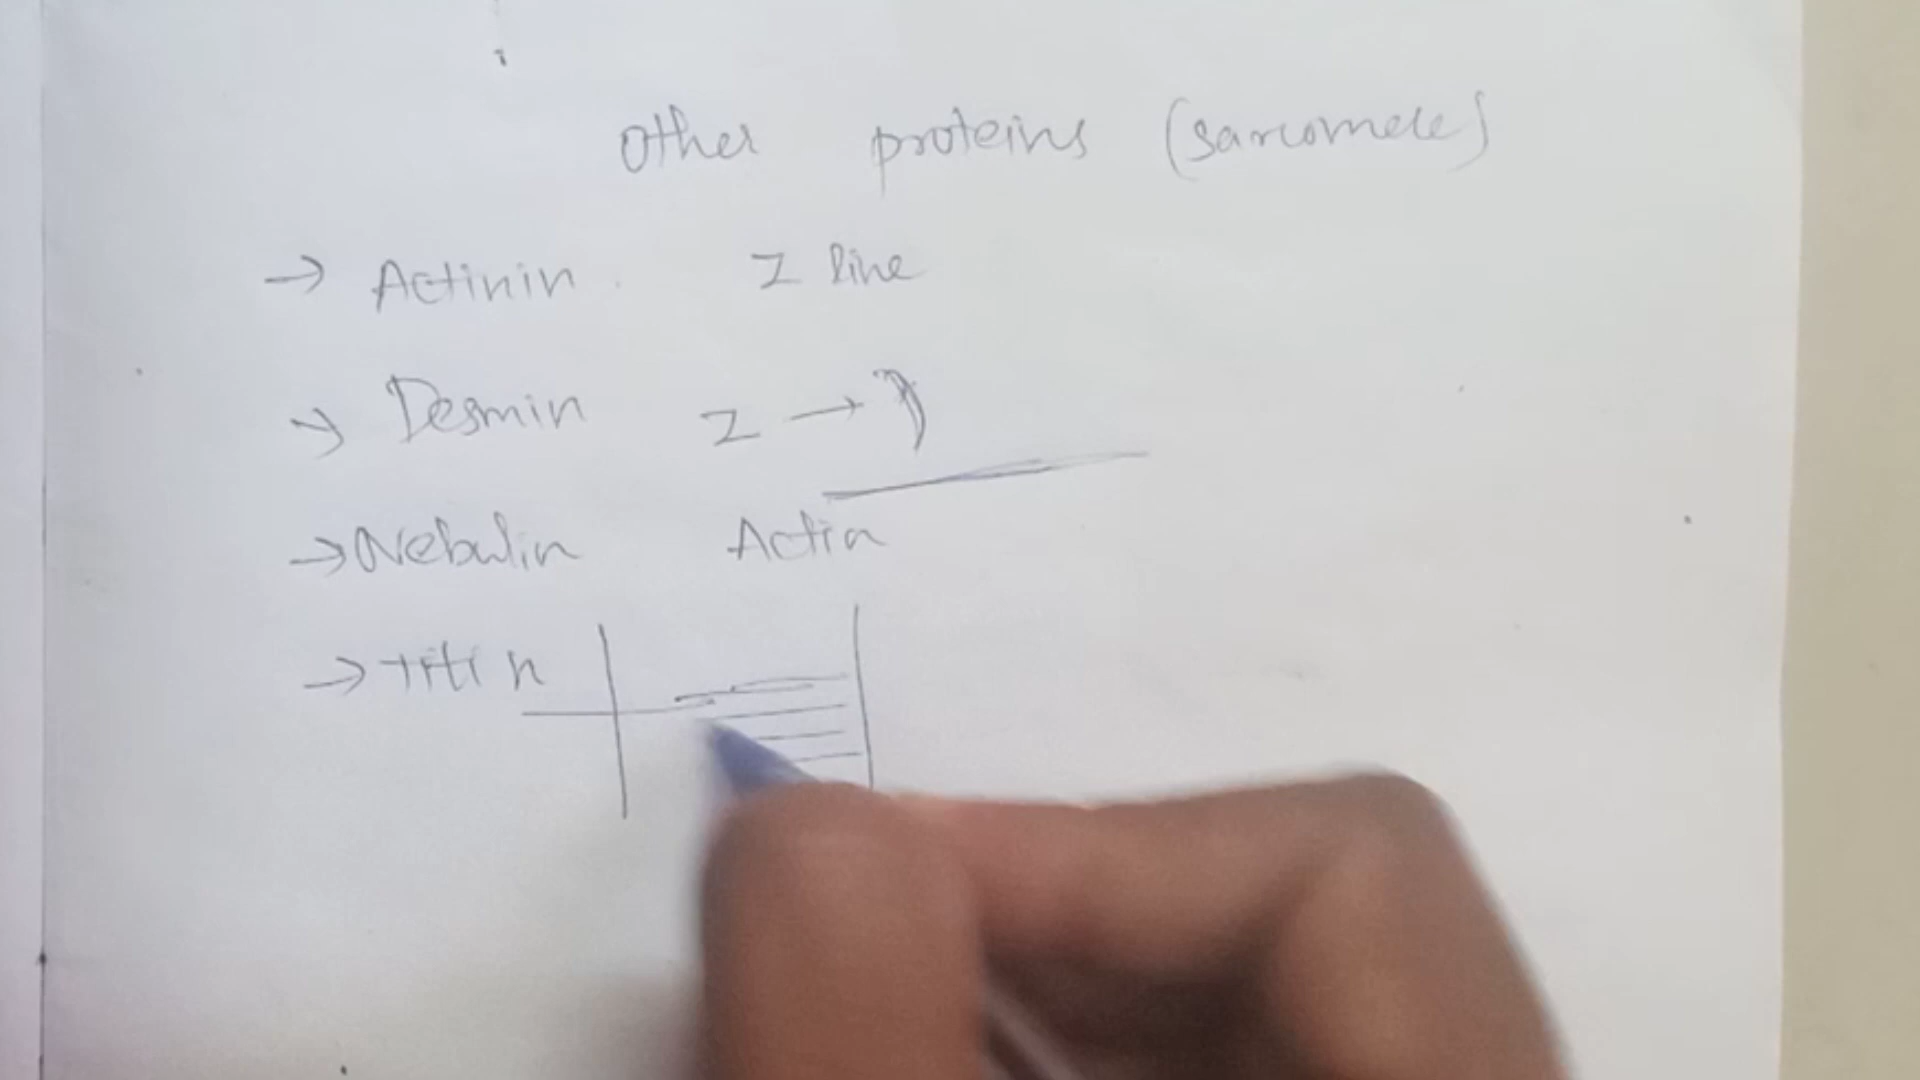 Other proteins (sarcomere)
→ Actinin Z line
→ Desmin Z → )
→ Nebulin Actin
→ Titin